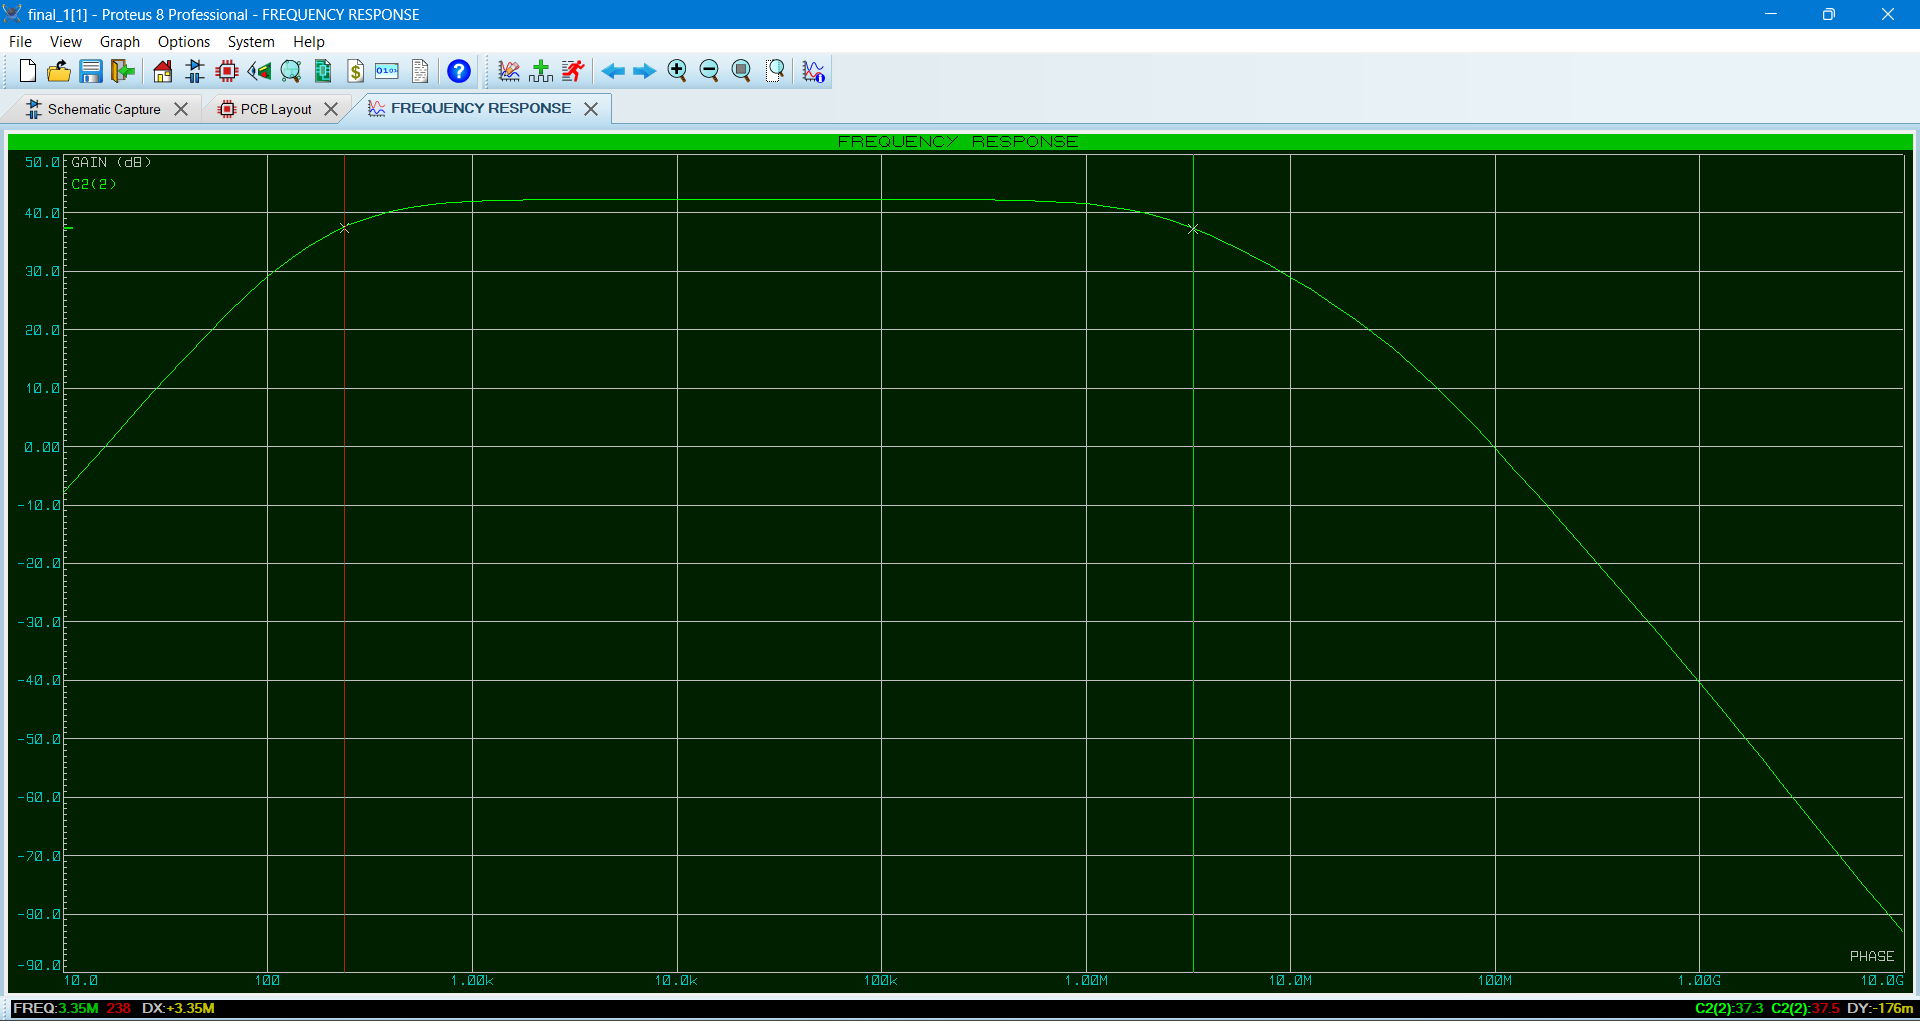 final_1[1] - Proteus 8 Professional - FREQUENCY RESPONSE
File View Graph Options System Help
Schematic Capture PCB Layout FREQUENCY RESPONSE
FREQUENCY RESPONSE
GAIN (dB)
C2(2)
50.0
40.0
30.0
20.0
10.0
0.00
-10.0
-20.0
-30.0
-40.0
-50.0
-60.0
-70.0
-80.0
-90.0
PHASE
10.0 100 1.00k 10.0k 100k 1.00M 10.0M 100M 1.00G 10.0G
FREQ:3.35M 238 DX:+3.35M C2(2):37.3 C2(2):37.5 DY:-176m